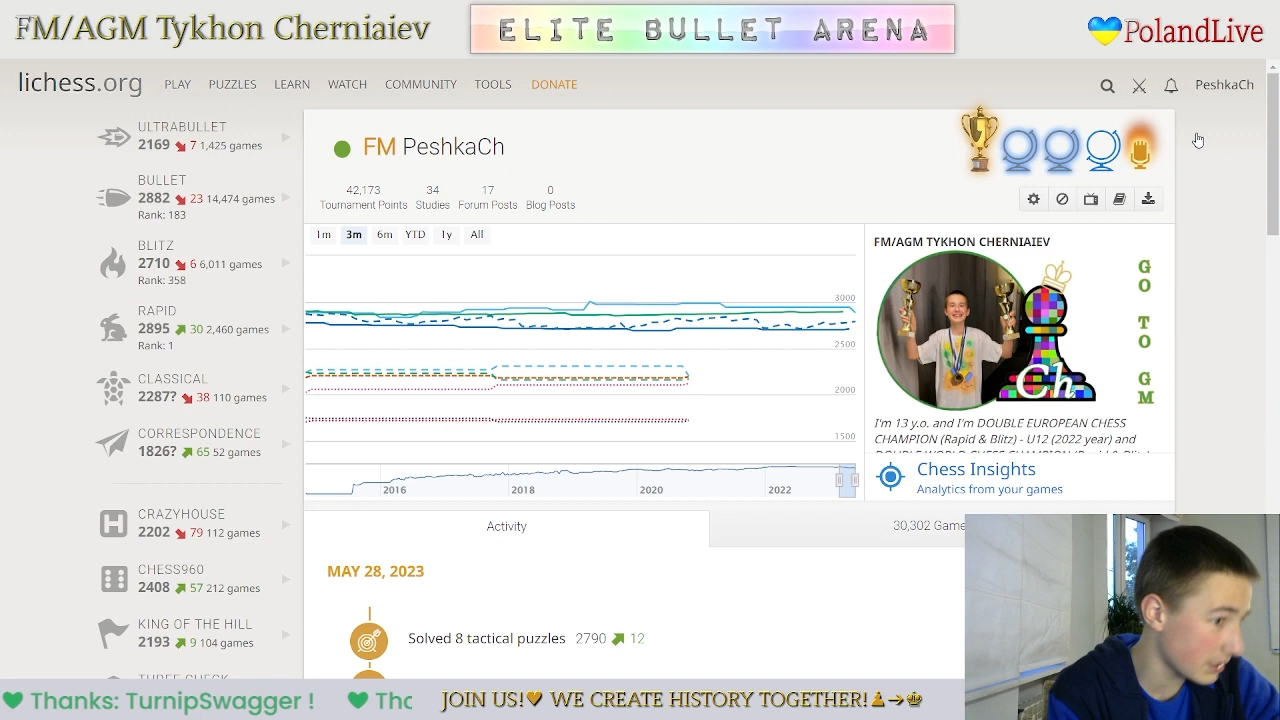 FM/AGM Tykhon Cherniaiev
ELITE BULLET ARENA
PolandLive
lichess.org
PLAY PUZZLES LEARN WATCH COMMUNITY TOOLS DONATE
PeshkaCh
ULTRABULLET
2169 7 1,425 games
BULLET
2882 23 14,474 games
Rank: 183
BLITZ
2710 6 6,011 games
Rank: 358
RAPID
2895 30 2,460 games
Rank: 1
CLASSICAL
2287? 38 110 games
CORRESPONDENCE
1826? 65 52 games
CRAZYHOUSE
2202 79 112 games
CHESS960
2408 57 212 games
KING OF THE HILL
2193 9 104 games
FM PeshkaCh
42,173 34 17 0
Tournament Points Studies Forum Posts Blog Posts
1m 3m 6m YTD 1y All
3000
2500
2000
1500
2016 2018 2020 2022
FM/AGM TYKHON CHERNIAIEV
Ch
GO
TO
GM
I'm 13 y.o. and I'm DOUBLE EUROPEAN CHESS
CHAMPION (Rapid & Blitz) - U12 (2022 year) and
DOUBLE WORLD CHESS CHAMPION (Rapid & Blitz)
Chess Insights
Analytics from your games
Activity
30,302 Game
MAY 28, 2023
Solved 8 tactical puzzles 2790 12
Thanks: TurnipSwagger !
JOIN US! WE CREATE HISTORY TOGETHER!